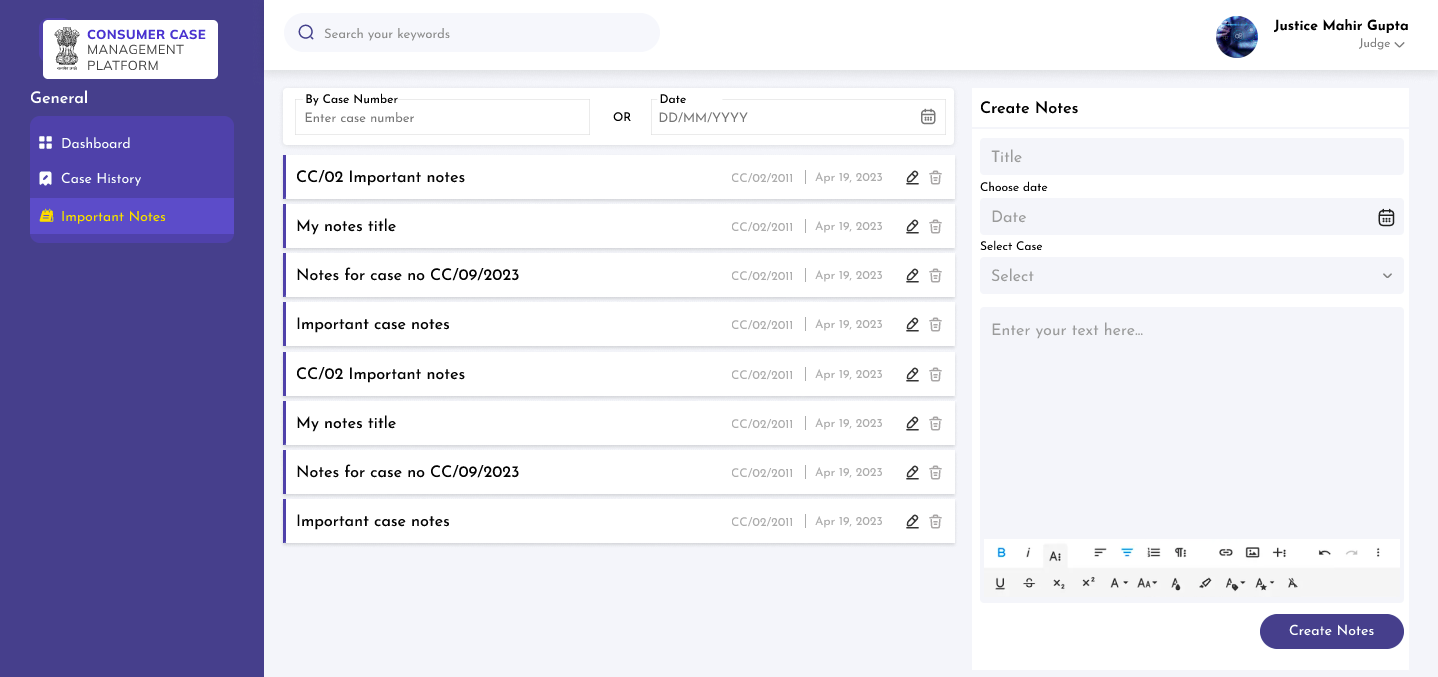 CONSUMER CASE
MANAGEMENT
PLATFORM
General
Dashboard
Case History
Important Notes
Search your keywords
Justice Mahir Gupta
Judge
By Case Number
Enter case number
OR
Date
DD/MM/YYYY
CC/02 Important notes CC/02/2011 Apr 19, 2023
My notes title CC/02/2011 Apr 19, 2023
Notes for case no CC/09/2023 CC/02/2011 Apr 19, 2023
Important case notes CC/02/2011 Apr 19, 2023
CC/02 Important notes CC/02/2011 Apr 19, 2023
My notes title CC/02/2011 Apr 19, 2023
Notes for case no CC/09/2023 CC/02/2011 Apr 19, 2023
Important case notes CC/02/2011 Apr 19, 2023
Create Notes
Title
Choose date
Date
Select Case
Select
Enter your text here...
Create Notes